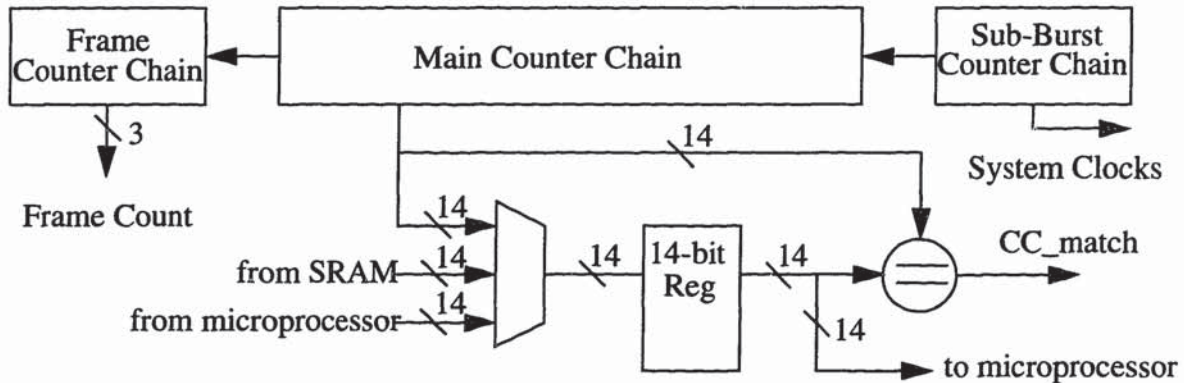 Frame
Counter Chain
Main Counter Chain
Sub-Burst
Counter Chain
3
14
System Clocks
Frame Count
14
14-bit
Reg
CC_match
from SRAM
14
14
14
from microprocessor
14
14
to microprocessor